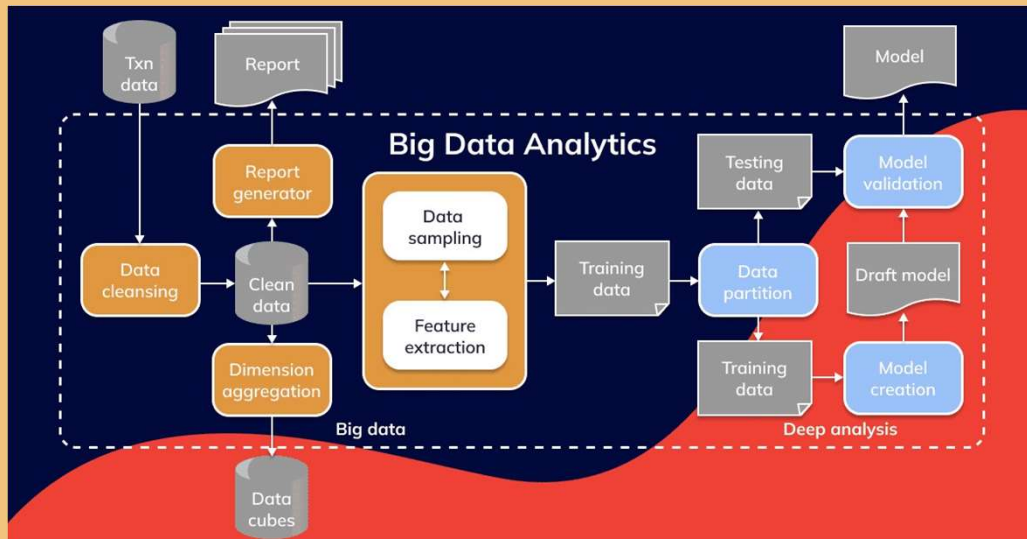 Txn
data
Report
Model
Big Data Analytics
Report
generator
Data
sampling
Testing
data
Model
validation
Data
cleansing
Clean
data
Training
data
Data
partition
Draft model
Feature
extraction
Dimension
aggregation
Training
data
Model
creation
Big data
Deep analysis
Data
cubes